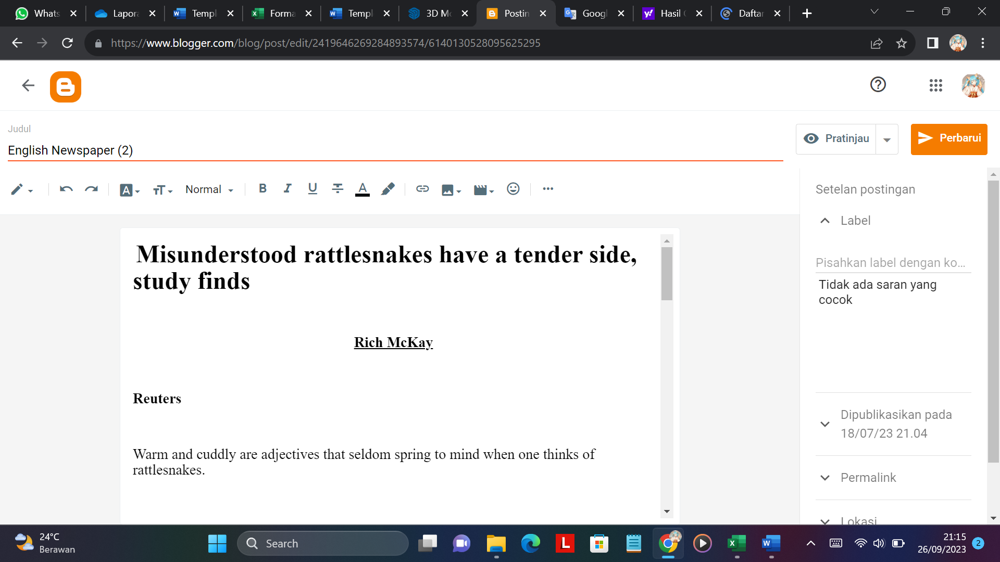 Whats
Lapora
Templ
Forma
Templ
3D Mo
Postin
Googl
Hasil
Daftar
https://www.blogger.com/blog/post/edit/2419646269284893574/6140130528095625295
Judul
English Newspaper (2)
Pratinjau
Perbarui
Normal
Setelan postingan
Label
Pisahkan label dengan ko...
Tidak ada saran yang
cocok
Misunderstood rattlesnakes have a tender side,
study finds
Rich McKay
Reuters
Warm and cuddly are adjectives that seldom spring to mind when one thinks of
rattlesnakes.
Dipublikasikan pada
18/07/23 21.04
Permalink
Lokasi
24°C
Berawan
Search
21:15
26/09/2023
2